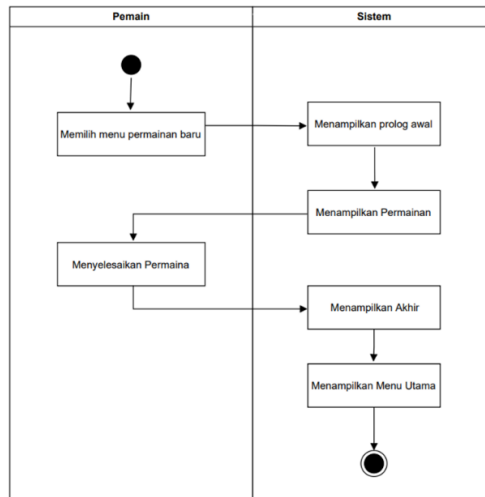 Pemain
Sistem
Memilih menu permainan baru
Menampilkan prolog awal
Menampilkan Permainan
Menyelesaikan Permaina
Menampilkan Akhir
Menampilkan Menu Utama